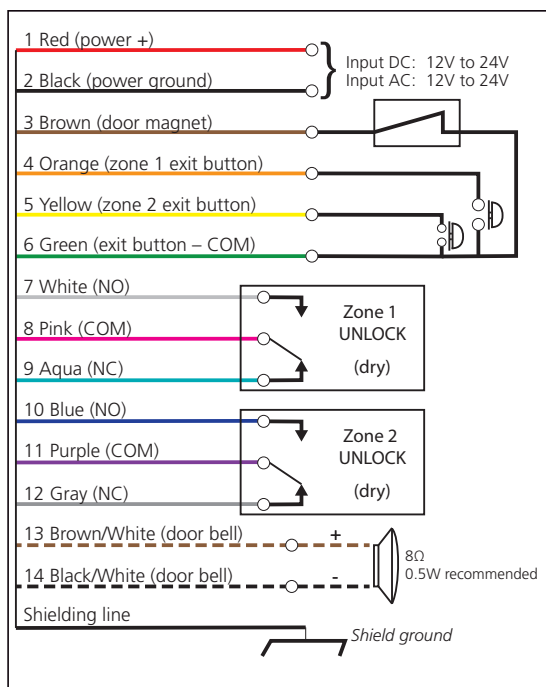 1 Red (power +)
Input DC: 12V to 24V
Input AC: 12V to 24V
2 Black (power ground)
3 Brown (door magnet)
4 Orange (zone 1 exit button)
5 Yellow (zone 2 exit button)
6 Green (exit button – COM)
7 White (NO)
8 Pink (COM)
9 Aqua (NC)
Zone 1
UNLOCK
(dry)
10 Blue (NO)
11 Purple (COM)
12 Gray (NC)
Zone 2
UNLOCK
(dry)
13 Brown/White (door bell)
+
14 Black/White (door bell)
-
8Ω
0.5W recommended
Shielding line
Shield ground